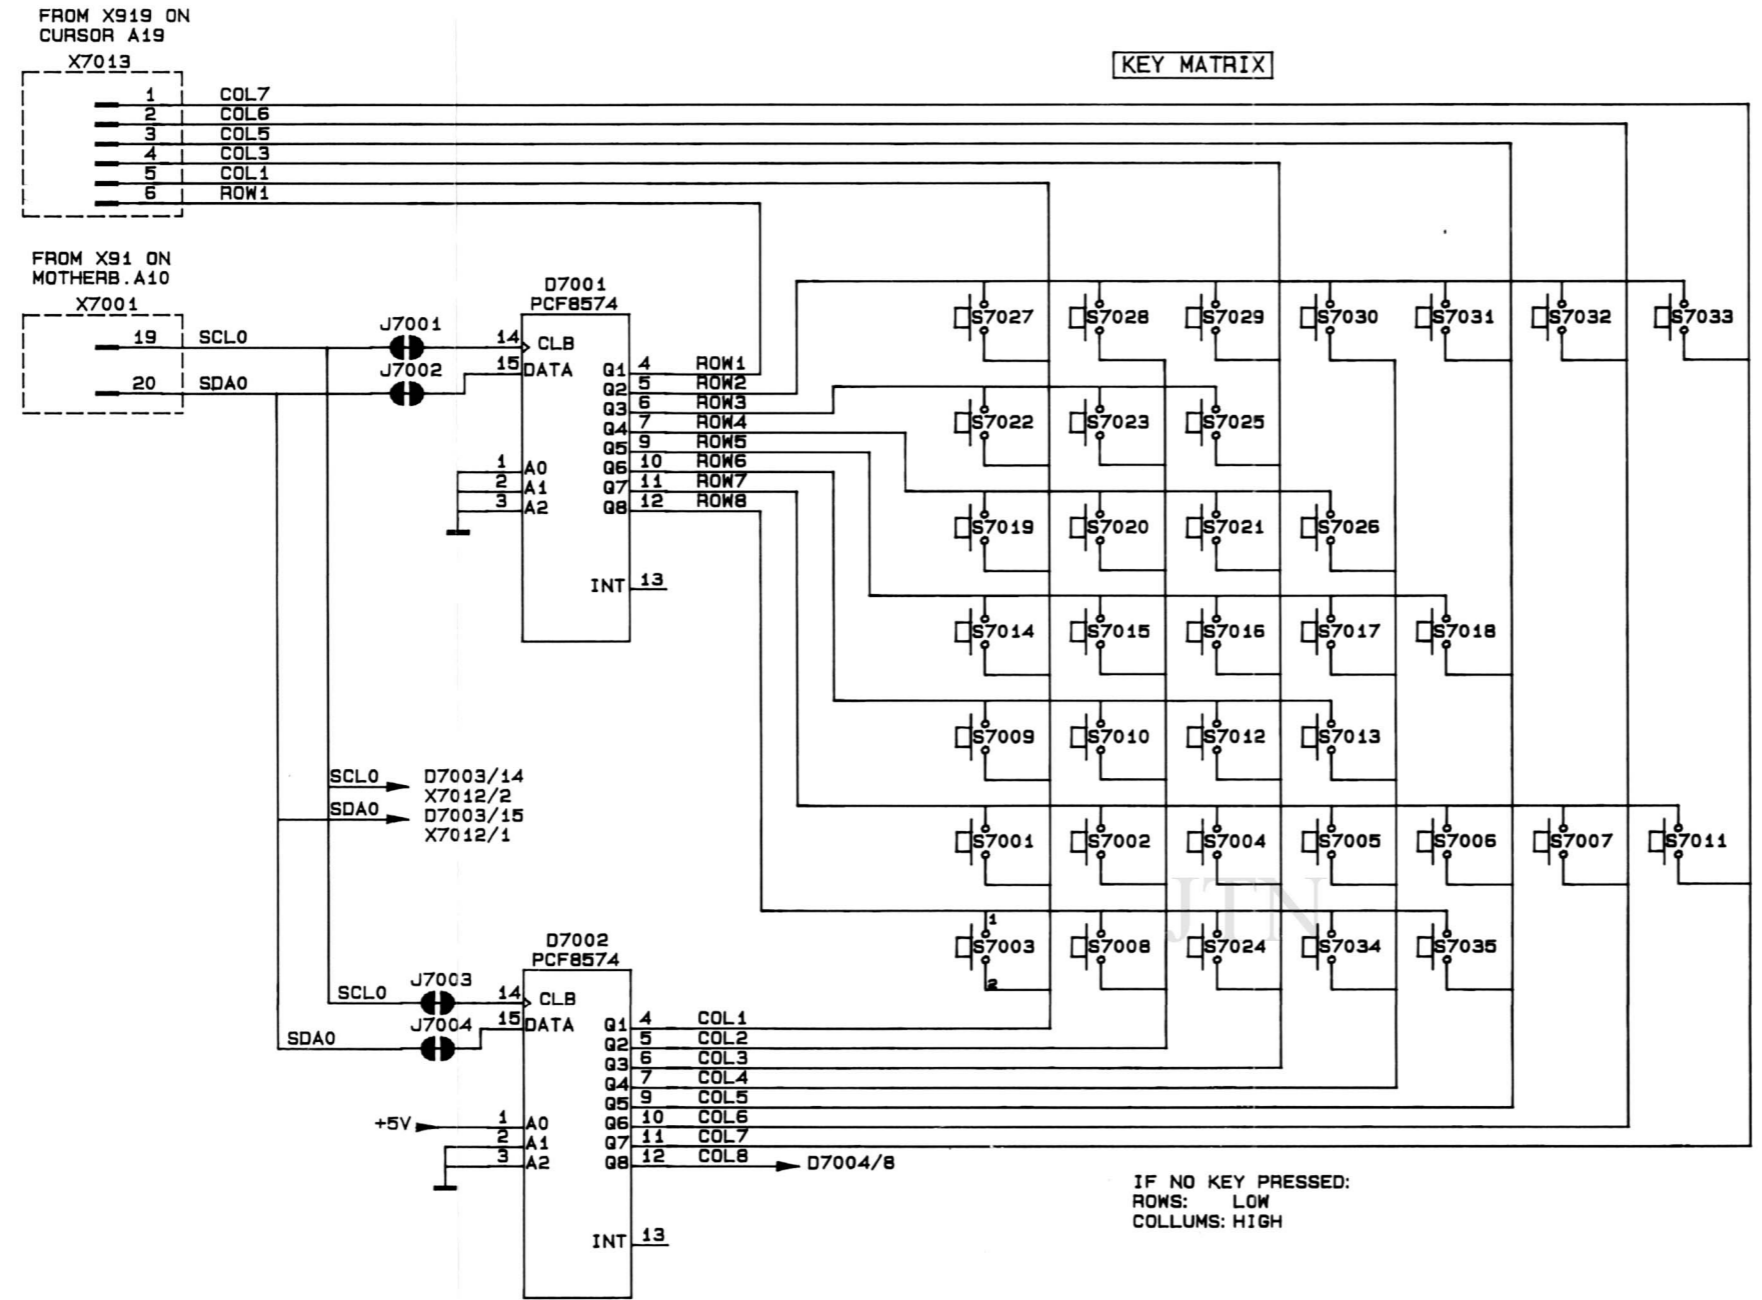 FROM X919 ON
CURSOR A19
X7013
1 COL7
2 COL6
3 COL5
4 COL3
5 COL1
6 ROW1
KEY MATRIX
FROM X91 ON
MOTHERB.A10
X7001
19 SCL0
20 SDA0
J7001
J7002
D7001
PCF8574
14 CLB
15 DATA
1 A0
2 A1
3 A2
Q1 4 ROW1
Q2 5 ROW2
Q3 6 ROW3
Q4 7 ROW4
Q5 9 ROW5
Q6 10 ROW6
Q7 11 ROW7
Q8 12 ROW8
INT 13
S7027 S7028 S7029 S7030 S7031 S7032 S7033
S7022 S7023 S7025
S7019 S7020 S7021 S7026
S7014 S7015 S7016 S7017 S7018
S7009 S7010 S7012 S7013
S7001 S7002 S7004 S7005 S7006 S7007 S7011
JTN
1
S7003 S7008 S7024 S7034 S7035
2
SCL0 D7003/14
X7012/2
SDA0 D7003/15
X7012/1
D7002
PCF8574
SCL0 J7003 14 CLB
SDA0 J7004 15 DATA
+5V 1 A0
2 A1
3 A2
Q1 4 COL1
Q2 5 COL2
Q3 6 COL3
Q4 7 COL4
Q5 9 COL5
Q6 10 COL6
Q7 11 COL7
Q8 12 COL8 D7004/8
INT 13
IF NO KEY PRESSED:
ROWS: LOW
COLLUMS: HIGH